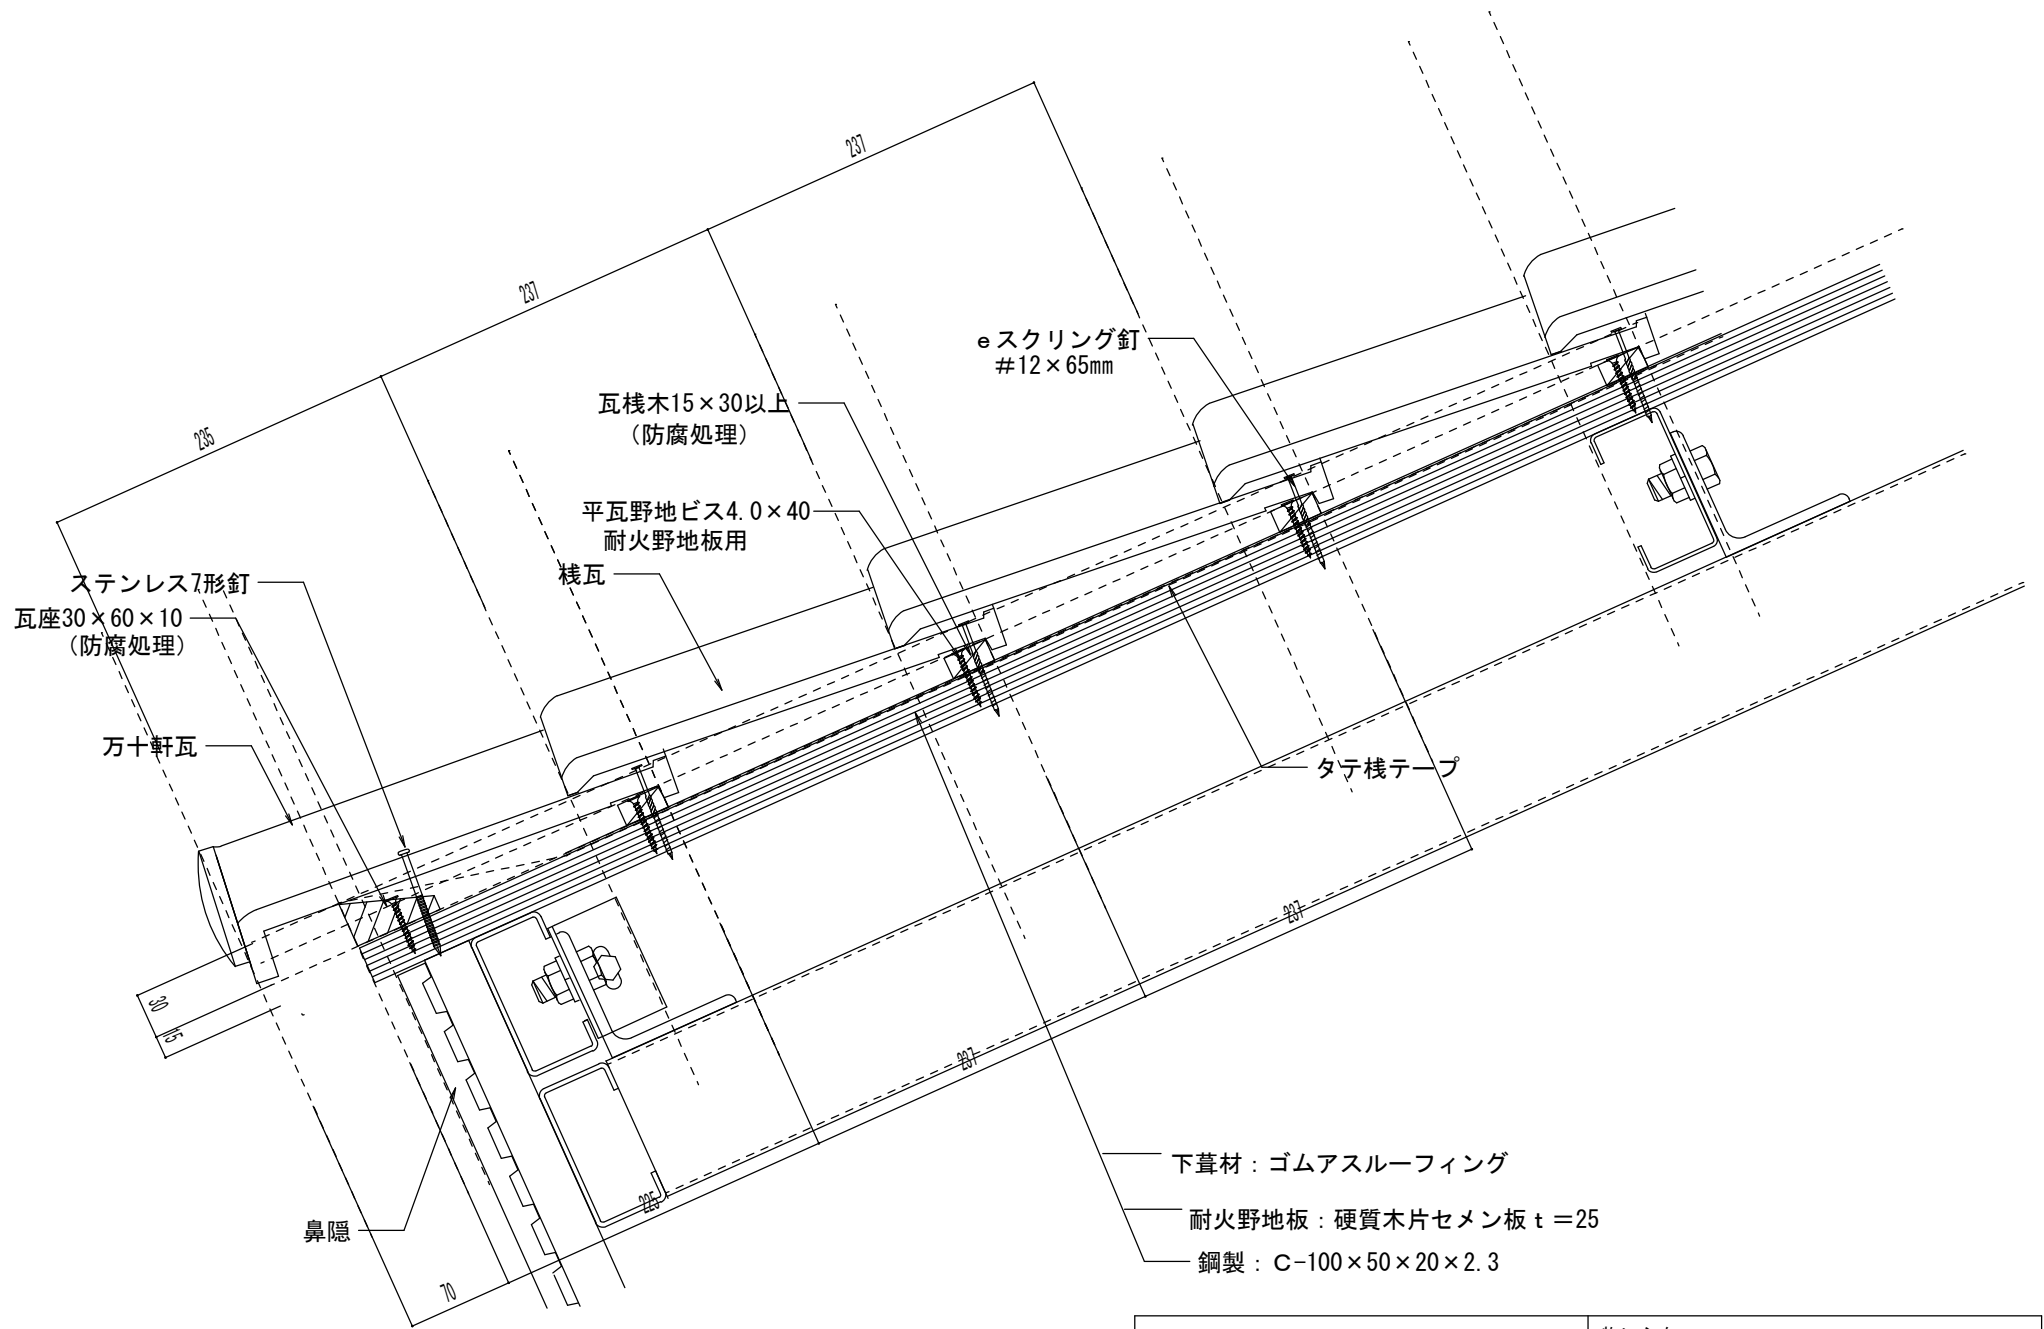 237
237
235
eスクリング釘
#12×65mm
瓦桟木15×30以上
(防腐処理)
平瓦野地ビス4.0×40
耐火野地板用
桟瓦
ステンレス7形釘
瓦座30×60×10
(防腐処理)
万十軒瓦
タテ桟テープ
30
15
237
237
225
70
鼻隠
下葺材:ゴムアスルーフィング
耐火野地板:硬質木片セメン板t=25
鋼製:C-100×50×20×2.3